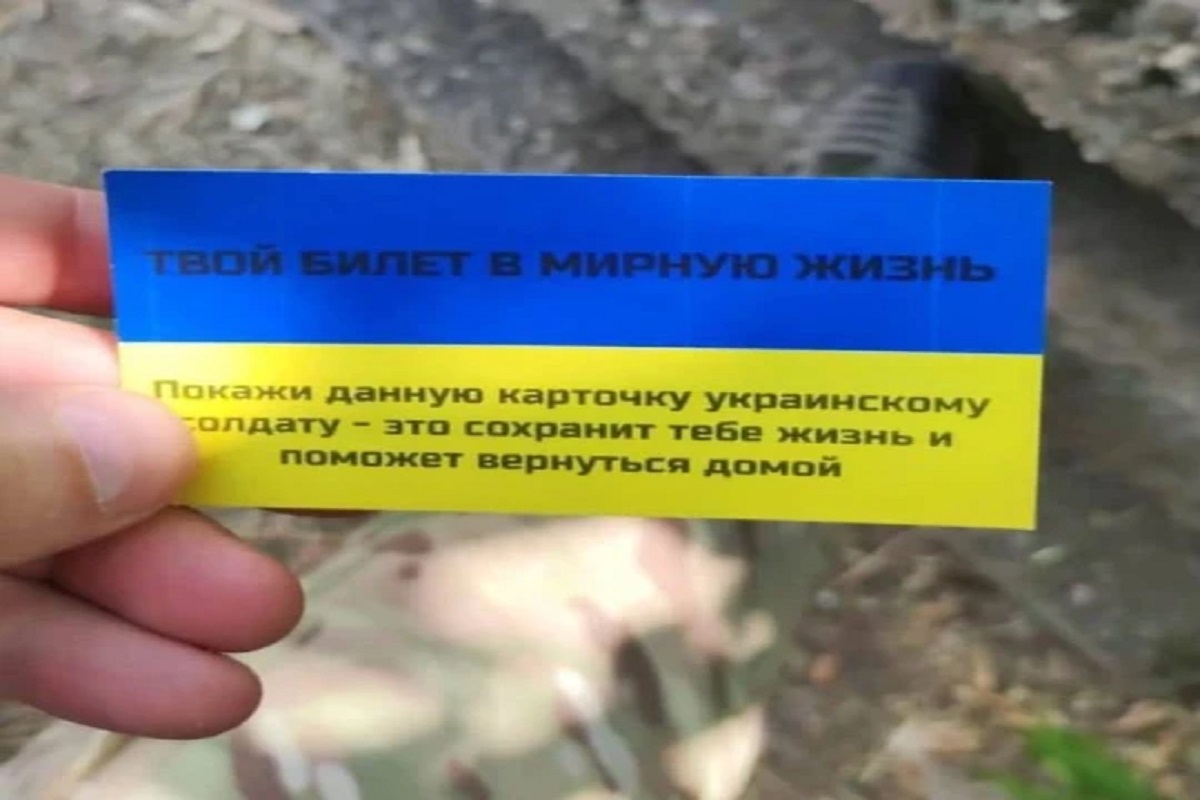 ТВОЙ БИЛЕТ В МИРНУЮ ЖИЗНЬ
Покажи данную карточку украинскому
солдату - это сохранит тебе жизнь и
поможет вернуться домой